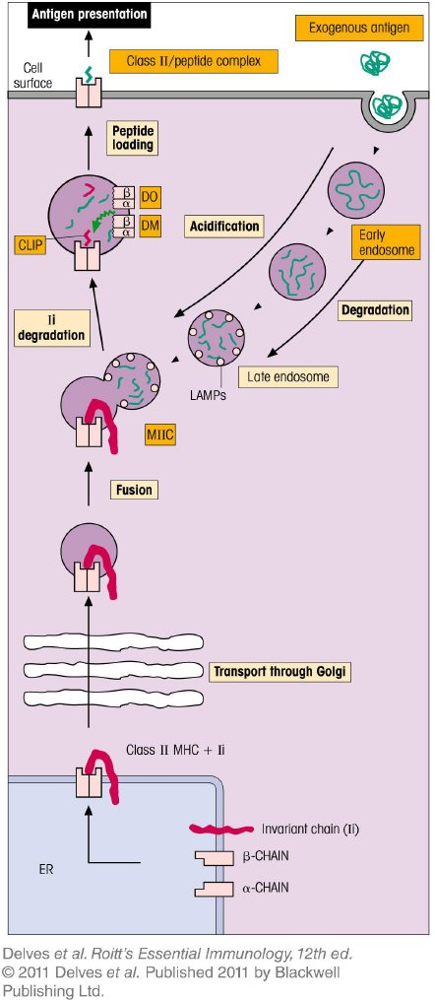 Antigen presentation
Exogenous antigen
Class II/peptide complex
Cell
surface
Peptide
loading
β
α
DO
β
α
DM
CLIP
Acidification
Early
endosome
Ii
degradation
Degradation
Late endosome
LAMPs
MIIC
Fusion
Transport through Golgi
Class II MHC + Ii
Invariant chain (Ii)
β-CHAIN
ER
α-CHAIN
Delves et al. Roitt's Essential Immunology, 12th ed.
© 2011 Delves et al. Published 2011 by Blackwell
Publishing Ltd.